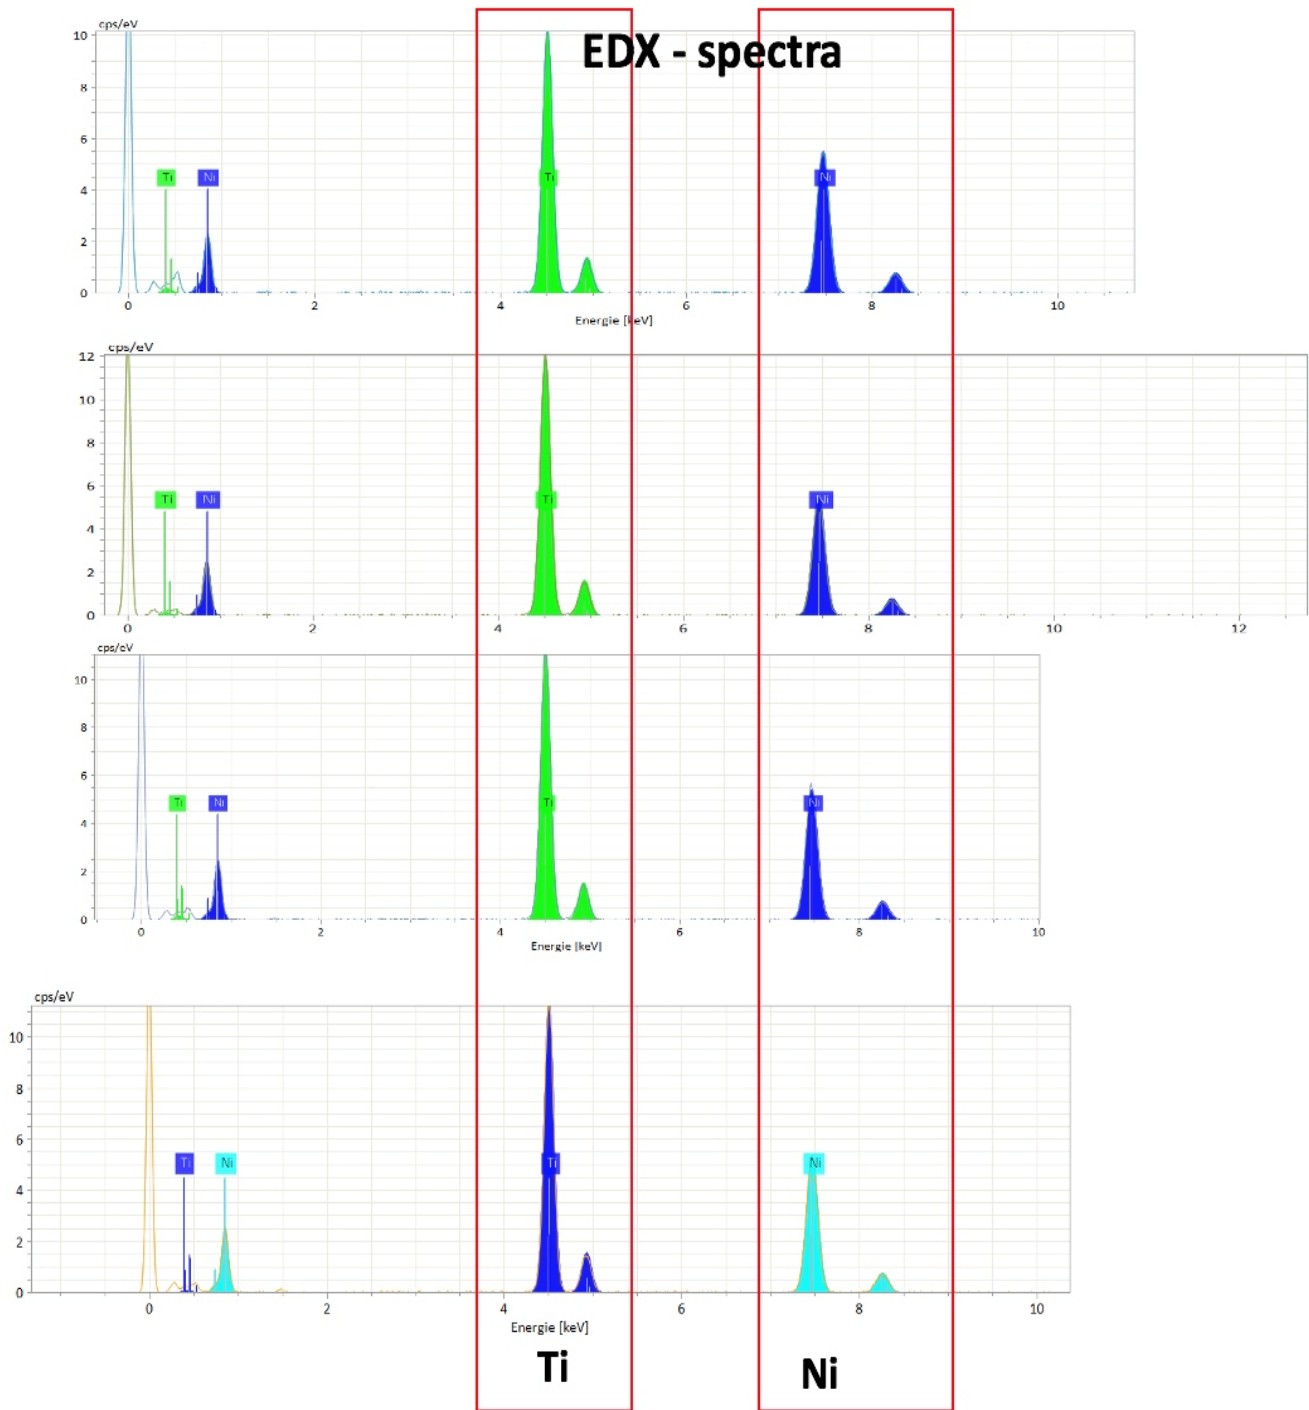 EDX - spectra
cps/eV
10
8
6
4
2
0
Ti
Ni
Ti
Ni
0 2 4 6 8 10
Energie [keV]
cps/eV
12
10
8
6
4
2
0
Ti
Ni
Ti
Ni
0 2 4 6 8 10 12
cps/eV
10
8
6
4
2
0
Ti
Ni
Ti
Ni
0 2 4 6 8 10
Energie [keV]
cps/eV
10
8
6
4
2
0
Ti
Ni
Ti
Ni
0 2 4 6 8 10
Energie [keV]
Ti
Ni